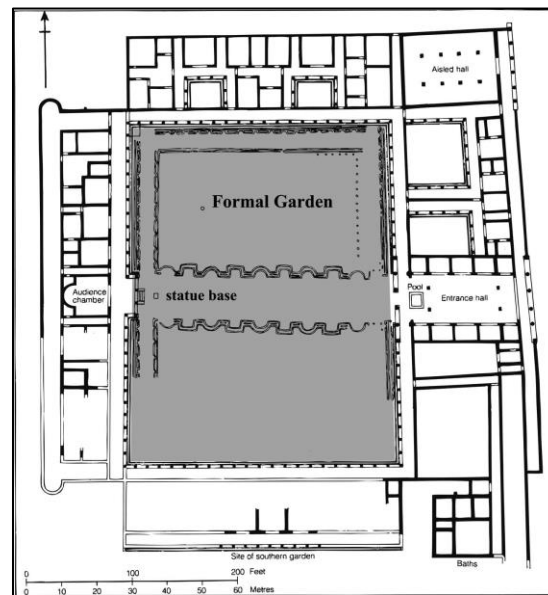 Aisled hall
Formal Garden
Audience
chamber
statue base
Pool
Entrance hall
Site of southern garden
Baths
0 100 200 Feet
0 10 20 30 40 50 60 Metres